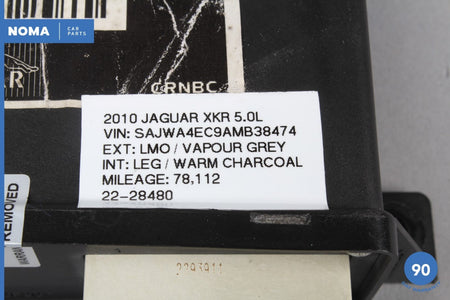 NOMA
CAR
PARTS
CRNBC
2010 JAGUAR XKR 5.0L
VIN: SAJWA4EC9AMB38474
EXT: LMO / VAPOUR GREY
INT: LEG / WARM CHARCOAL
MILEAGE: 78,112
22-28480
REMOVED
2293911
90